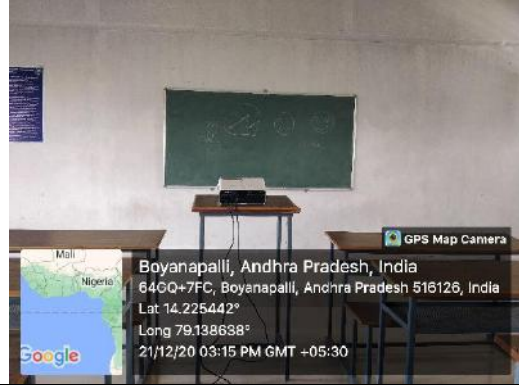 GPS Map Camera
Mali
Nigeria
Google
Boyanapalli, Andhra Pradesh, India
64GQ+7FC, Boyanapalli, Andhra Pradesh 516126, India
Lat 14.225442°
Long 79.138638°
21/12/20 03:15 PM GMT +05:30